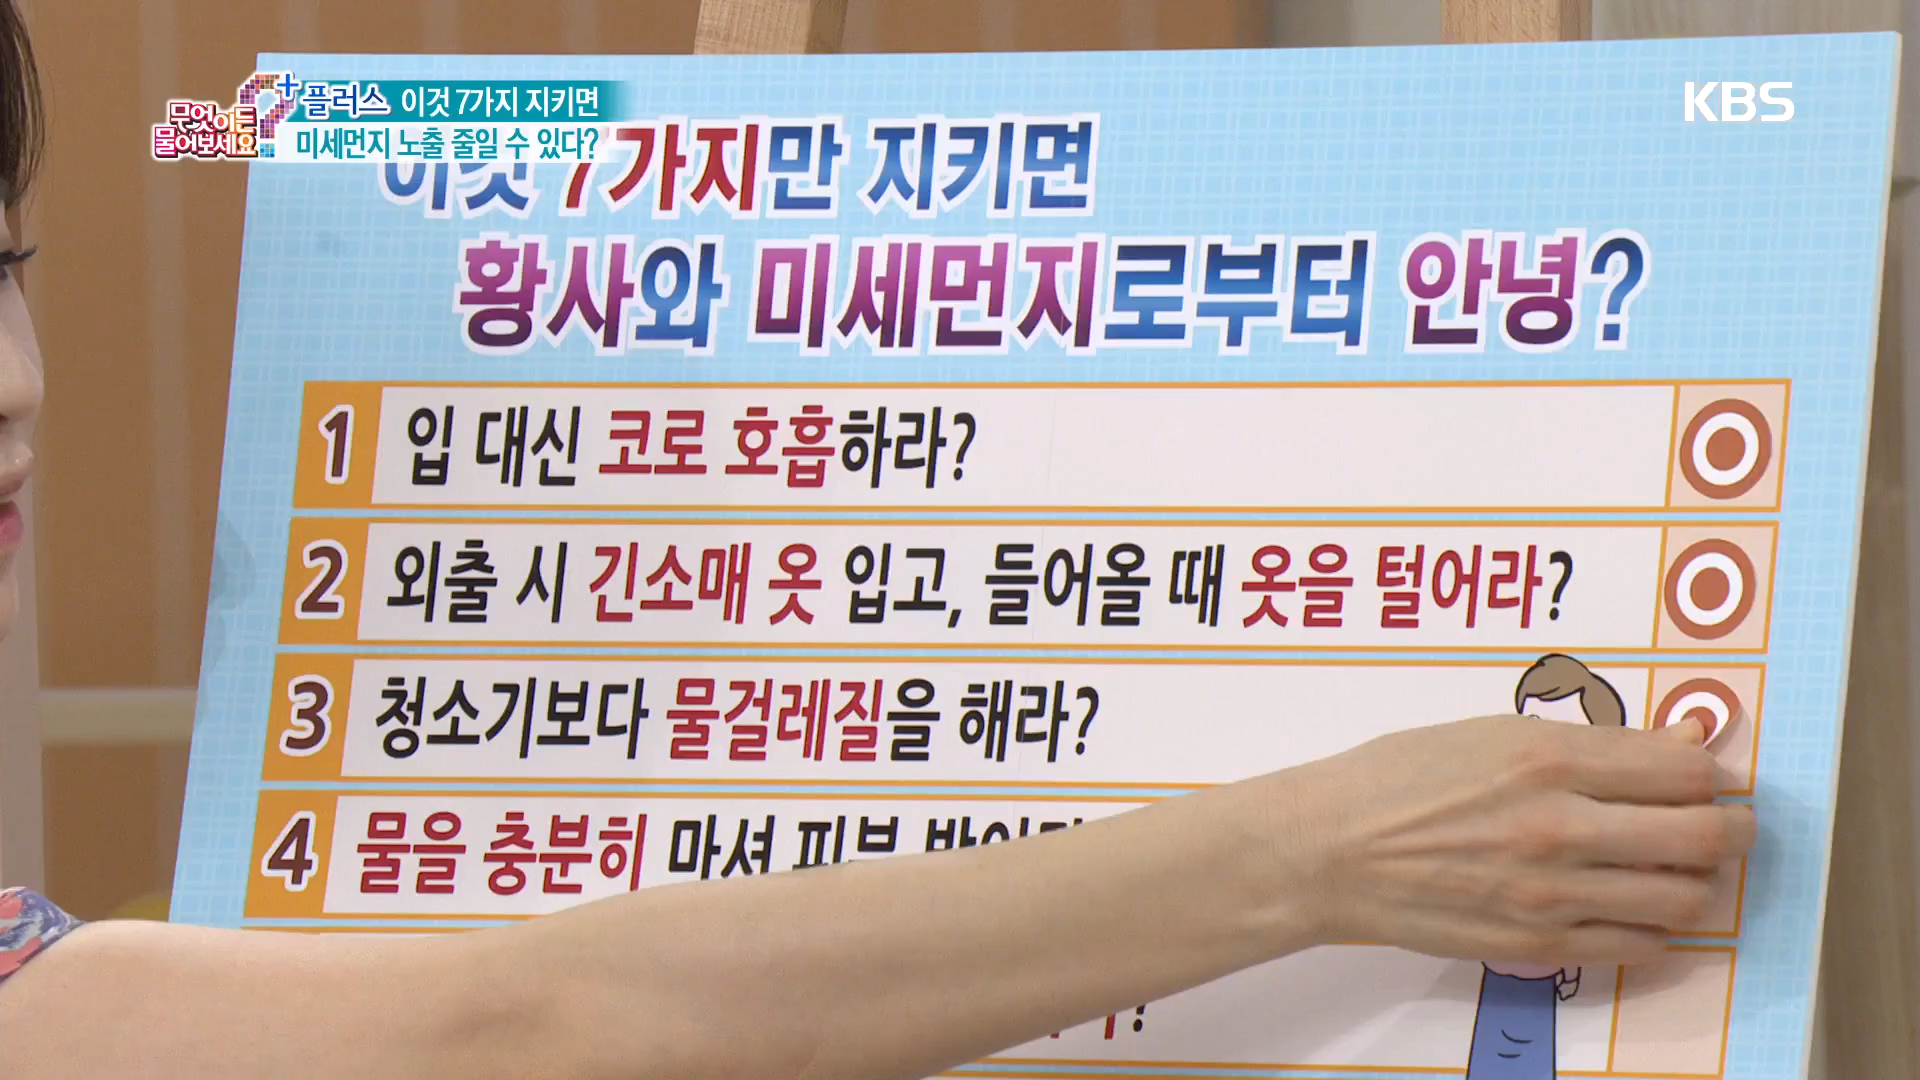 무엇이든
물어보세요
플러스 이것 7가지 지키면
미세먼지 노출 줄일 수 있다?
KBS
이것 7가지만 지키면
황사와 미세먼지로부터 안녕?
1 입 대신 코로 호흡하라?
2 외출 시 긴소매 옷 입고, 들어올 때 옷을 털어라?
3 청소기보다 물걸레질을 해라?
4 물을 충분히 마셔 피부